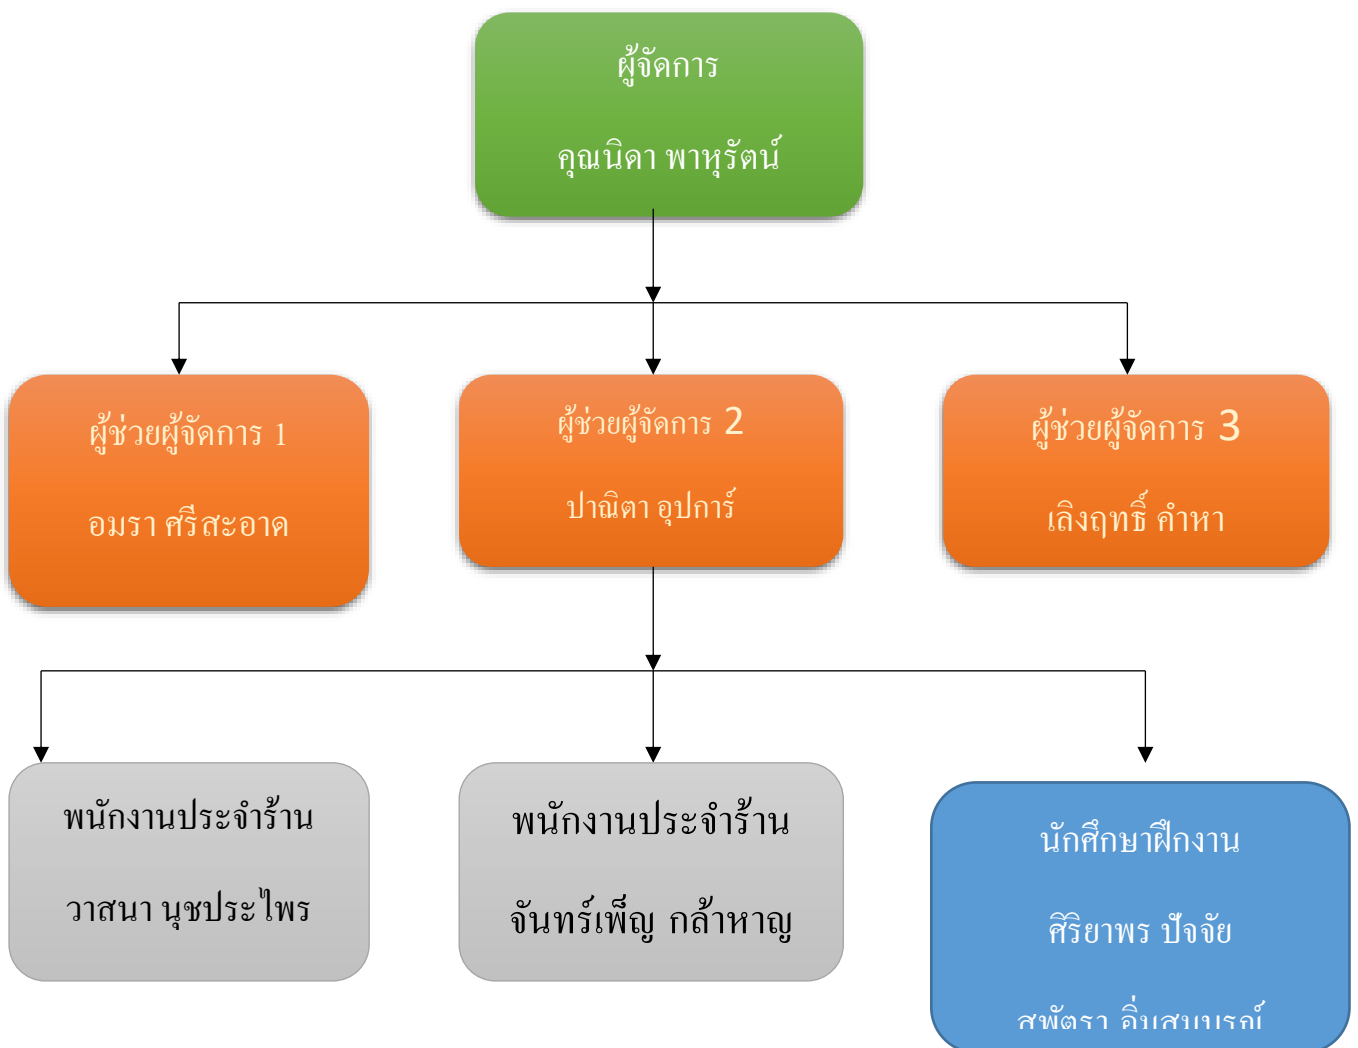 ผู้จัดการ
คุณนิดา พาหุรัตน์
ผู้ช่วยผู้จัดการ 1
อมรา ศรีสะอาด
ผู้ช่วยผู้จัดการ 2
ปาณิตา อุปการ์
ผู้ช่วยผู้จัดการ 3
เลิงฤทธิ์ คำหา
พนักงานประจำร้าน
วาสนา นุชประไพร
พนักงานประจำร้าน
จันทร์เพ็ญ กล้าหาญ
นักศึกษาฝึกงาน
ศิริยาพร ปัจจัย